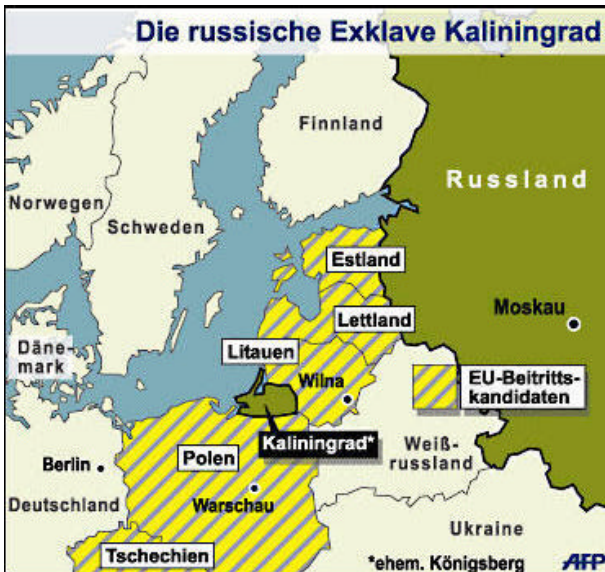 Die russische Exklave Kaliningrad
Finnland
Russland
Norwegen
Schweden
Estland
Moskau
Lettland
Däne-
mark
Litauen
Wilna
EU-Beitritts-
kandidaten
Kaliningrad*
Weiß-
russland
Polen
Berlin
Deutschland
Warschau
Ukraine
Tschechien
*ehem. Königsberg
AFP